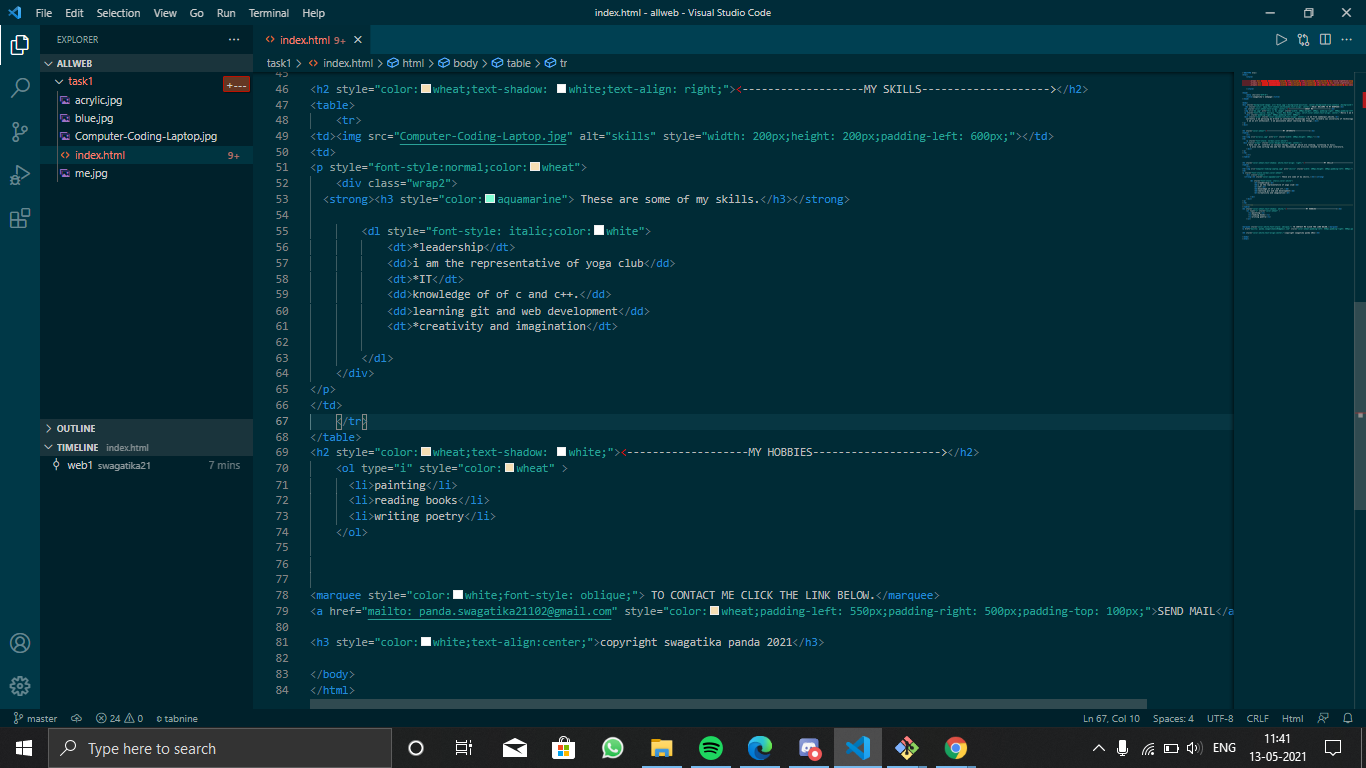 File Edit Selection View Go Run Terminal Help
index.html - allweb - Visual Studio Code
EXPLORER
ALLWEB
task1
+---
acrylic.jpg
blue.jpg
Computer-Coding-Laptop.jpg
index.html 9+
me.jpg
OUTLINE
TIMELINE index.html
web1 swagatika21 7 mins
index.html 9+
task1 > index.html > html > body > table > tr
45
46 <h2 style="color:wheat;text-shadow: white;text-align: right;"><-------------------MY SKILLS--------------------></h2>
47 <table>
48 <tr>
49 <td><img src="Computer-Coding-Laptop.jpg" alt="skills" style="width: 200px;height: 200px;padding-left: 600px;"></td>
50 <td>
51 <p style="font-style:normal;color:wheat">
52 <div class="wrap2">
53 <strong><h3 style="color:aquamarine"> These are some of my skills.</h3></strong>
54
55 <dl style="font-style: italic;color:white">
56 <dt>*leadership</dt>
57 <dd>i am the representative of yoga club</dd>
58 <dt>*IT</dt>
59 <dd>knowledge of of c and c++.</dd>
60 <dd>learning git and web development</dd>
61 <dt>*creativity and imagination</dt>
62
63 </dl>
64 </div>
65 </p>
66 </td>
67 </tr>
68 </table>
69 <h2 style="color:wheat;text-shadow: white;"><-------------------MY HOBBIES--------------------></h2>
70 <ol type="i" style="color:wheat" >
71 <li>painting</li>
72 <li>reading books</li>
73 <li>writing poetry</li>
74 </ol>
75
76
77
78 <marquee style="color:white;font-style: oblique;"> TO CONTACT ME CLICK THE LINK BELOW.</marquee>
79 <a href="mailto: panda.swagatika21102@gmail.com" style="color:wheat;padding-left: 550px;padding-right: 500px;padding-top: 100px;">SEND MAIL</a
80
81 <h3 style="color:white;text-align:center;">copyright swagatika panda 2021</h3>
82
83 </body>
84 </html>
master 24 0 tabnine
Ln 67, Col 10 Spaces: 4 UTF-8 CRLF Html
Type here to search
ENG
11:41
13-05-2021